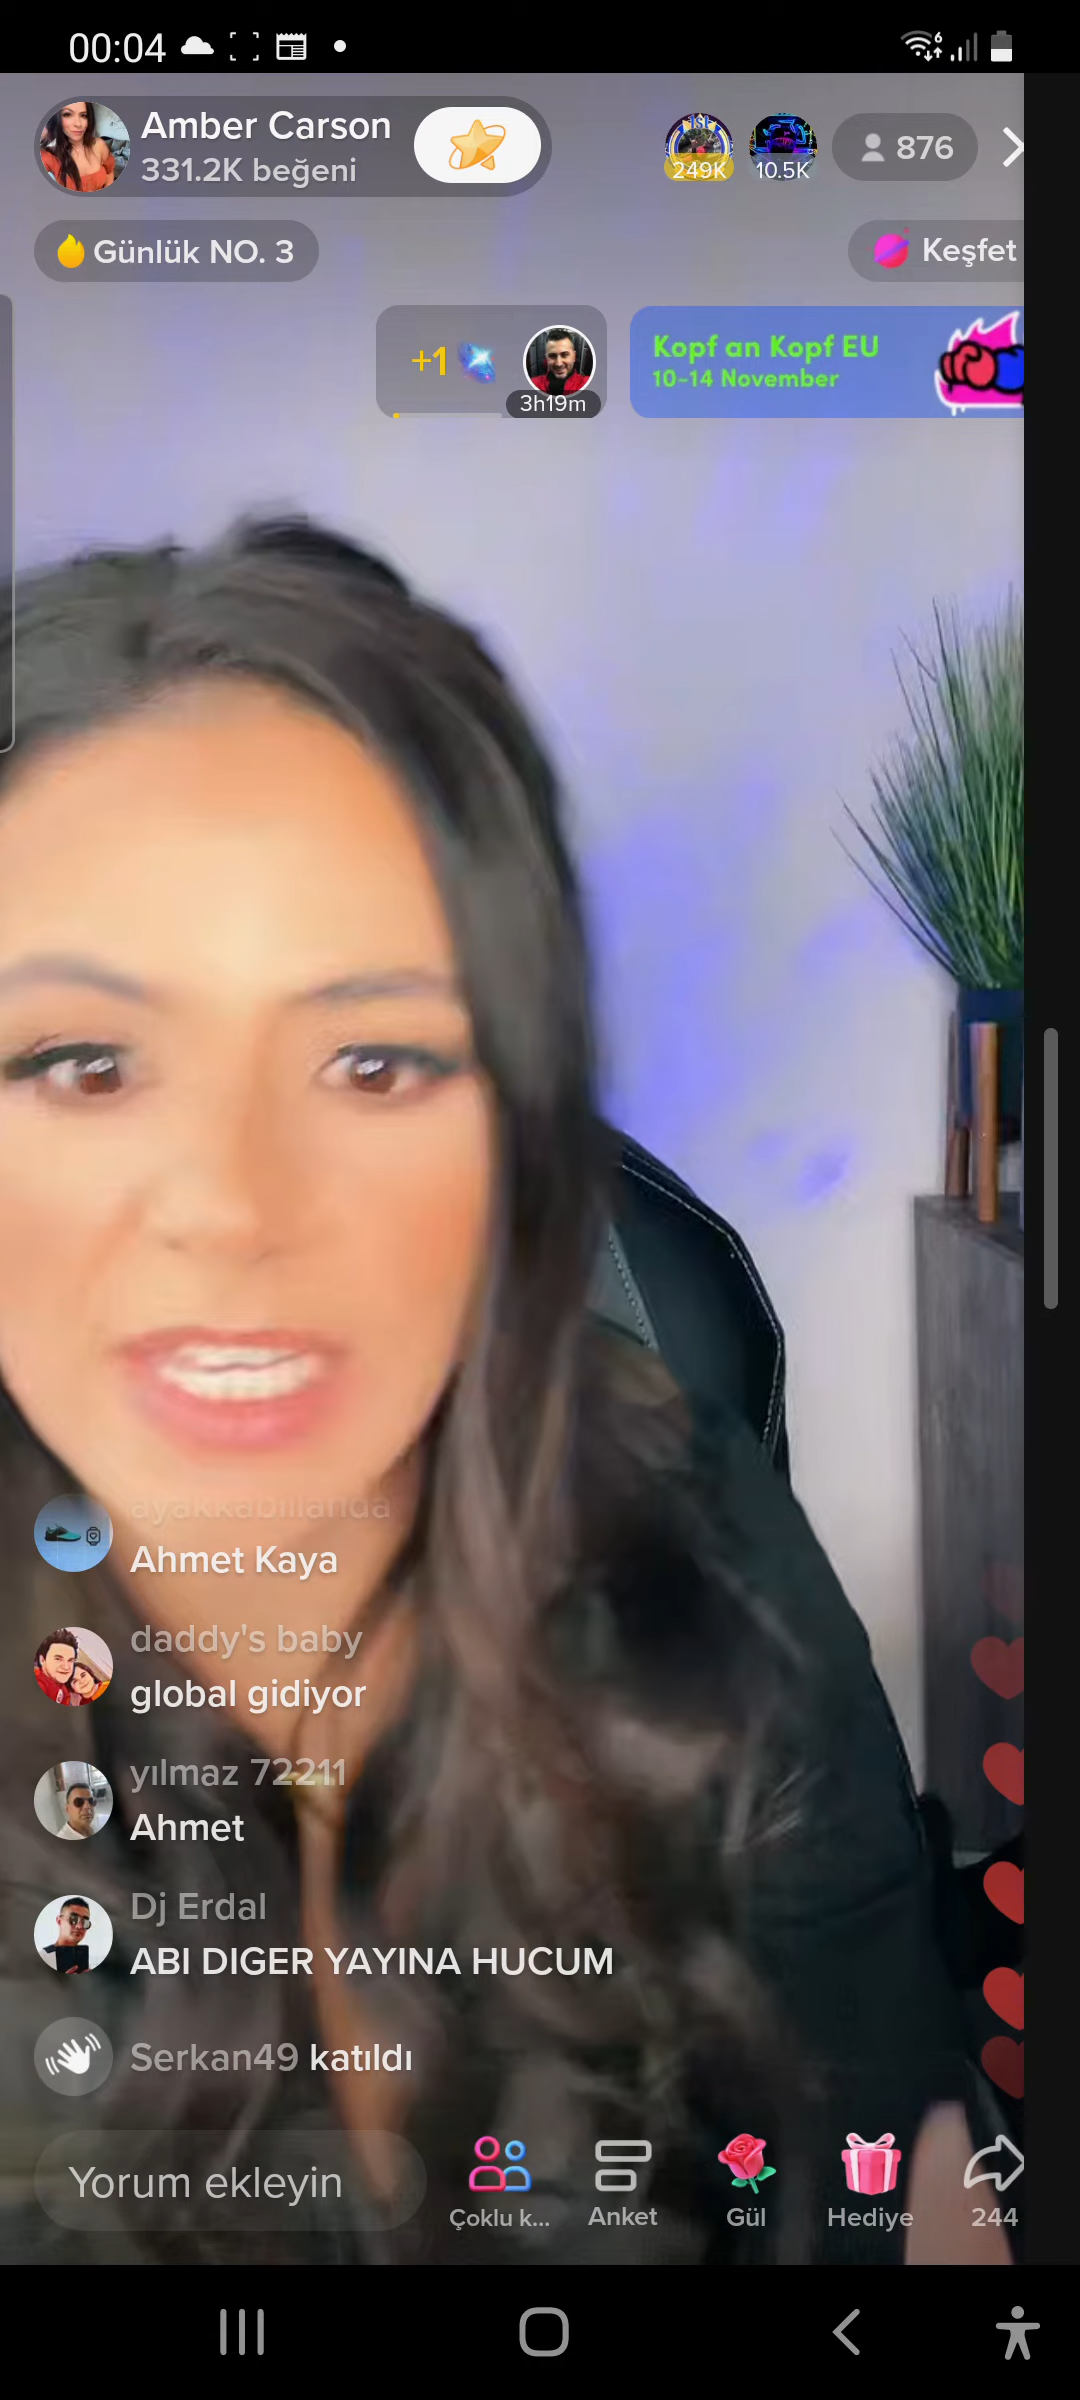 00:04
6
Amber Carson
331.2K beğeni
249K
10.5K
876
Günlük NO. 3
Keşfet
+1
3h19m
Kopf an Kopf EU
10-14 November
ayakkabillanda
Ahmet Kaya
daddy's baby
global gidiyor
yılmaz 72211
Ahmet
Dj Erdal
ABI DIGER YAYINA HUCUM
Serkan49 katıldı
Yorum ekleyin
Çoklu k...
Anket
Gül
Hediye
244